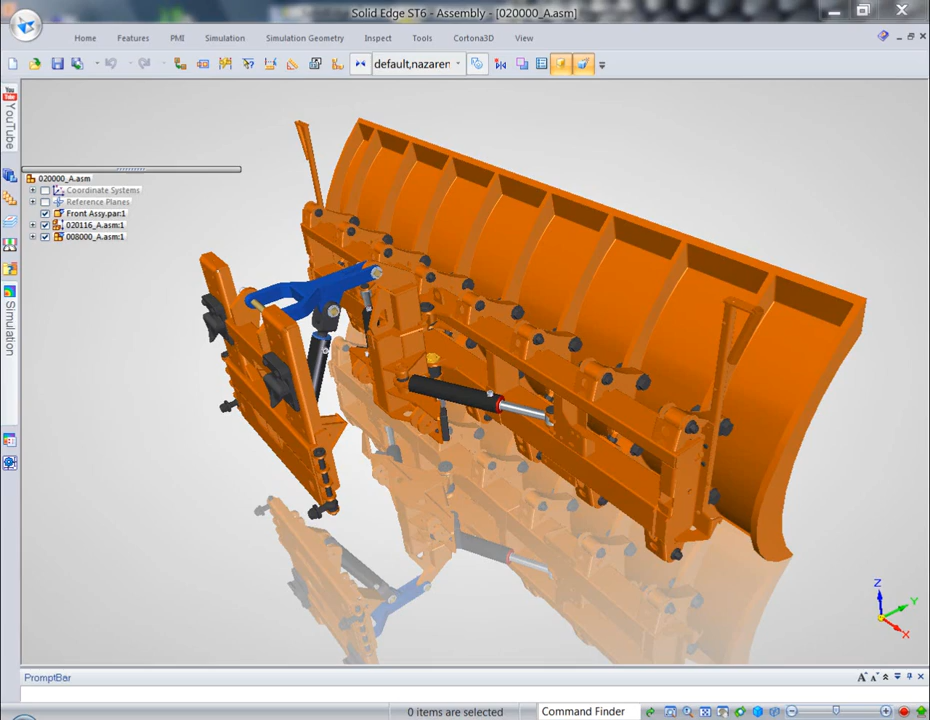 Solid Edge ST6 - Assembly - [020000_A.asm]
Home Features PMI Simulation Simulation Geometry Inspect Tools Cortona3D View
default,nazaren
You
Tube
YouTube
020000_A.asm
Coordinate Systems
Reference Planes
Front Assy.par:1
020116_A.asm:1
008000_A.asm:1
Simulation
Z
Y
X
PromptBar
0 items are selected
Command Finder